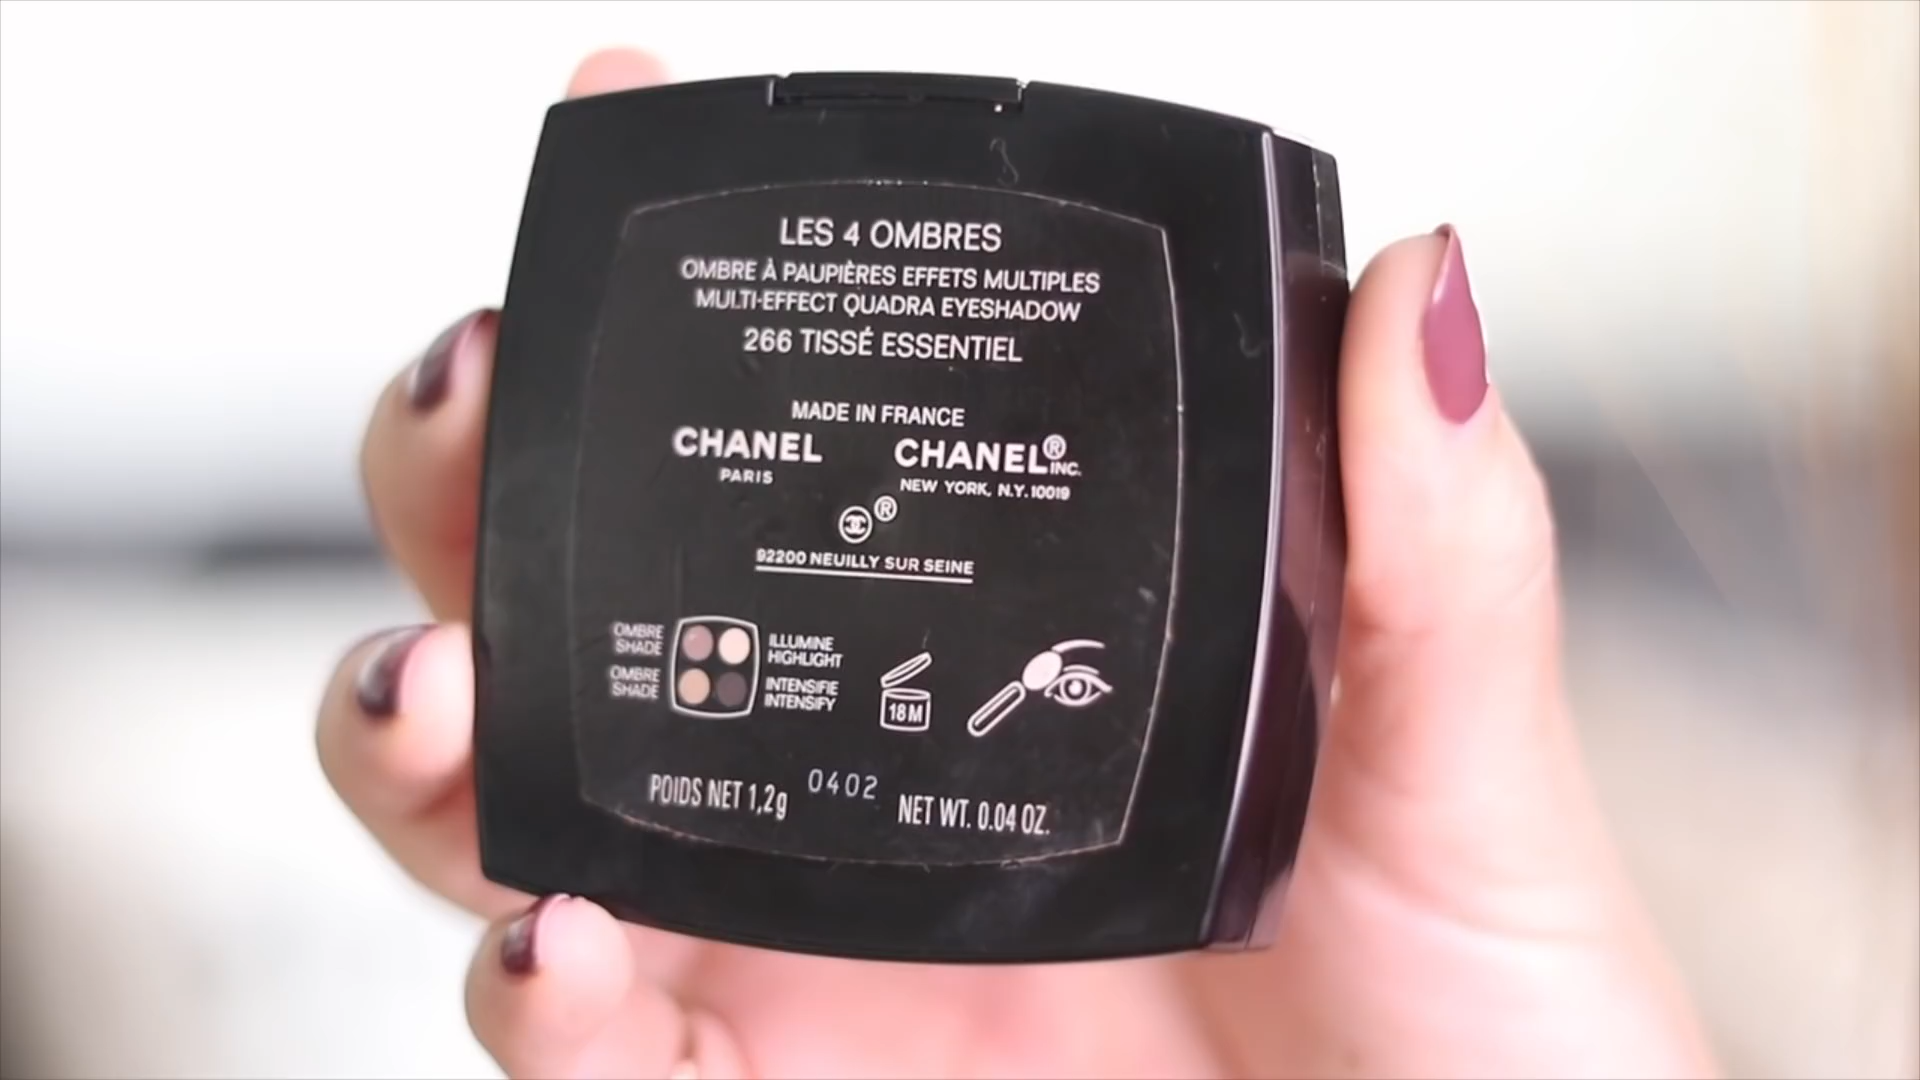 LES 4 OMBRES
OMBRE À PAUPIÈRES EFFETS MULTIPLES
MULTI-EFFECT QUADRA EYESHADOW
266 TISSÉ ESSENTIEL
MADE IN FRANCE
CHANEL CHANEL® INC.
PARIS NEW YORK, N.Y. 10019
®
92200 NEUILLY SUR SEINE
OMBRE ILLUMINE
SHADE HIGHLIGHT
OMBRE INTENSIFIE
SHADE INTENSIFY
18M
POIDS NET 1,2g 0402 NET WT. 0.04 OZ.